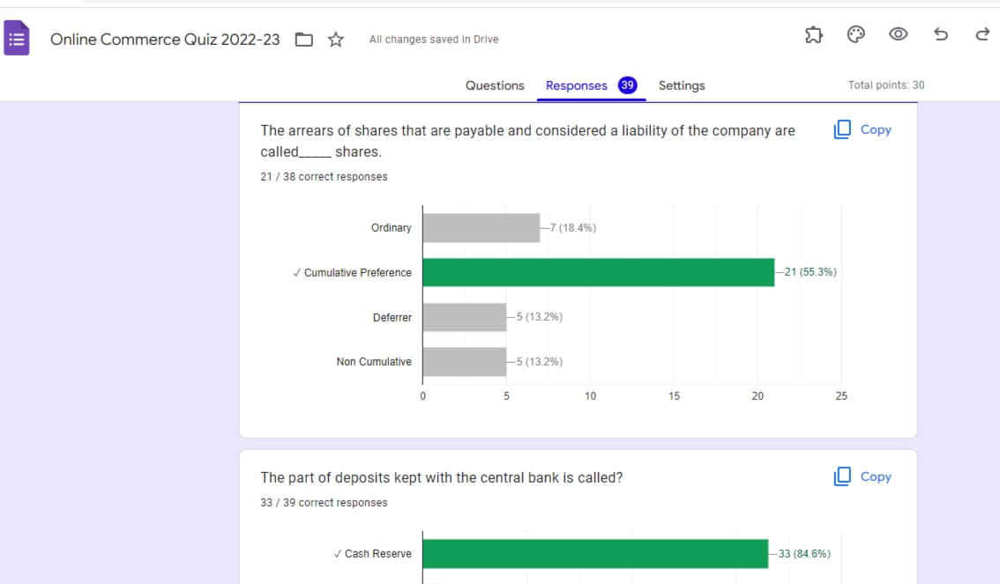 Online Commerce Quiz 2022-23
All changes saved in Drive
Questions Responses 39 Settings
Total points: 30
The arrears of shares that are payable and considered a liability of the company are
called_____ shares.
Copy
21 / 38 correct responses
Ordinary 7 (18.4%)
✓ Cumulative Preference 21 (55.3%)
Deferrer 5 (13.2%)
Non Cumulative 5 (13.2%)
0 5 10 15 20 25
The part of deposits kept with the central bank is called?
Copy
33 / 39 correct responses
✓ Cash Reserve 33 (84.6%)